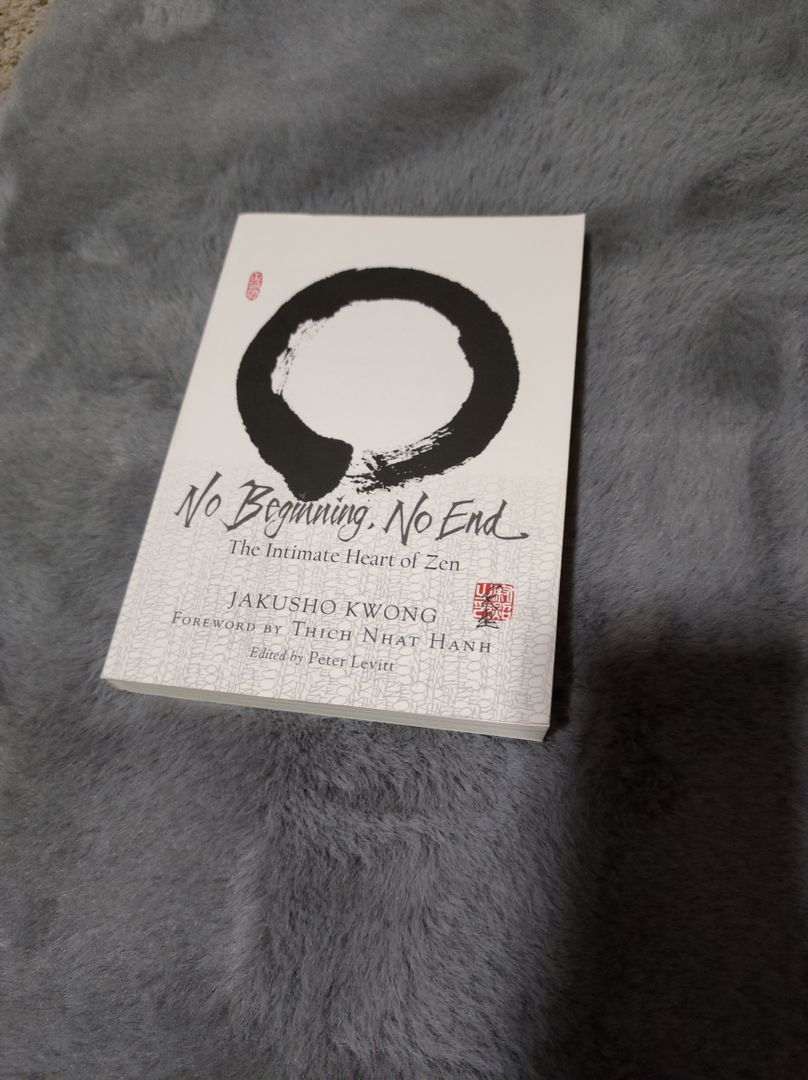 No Beginning, No End
The Intimate Heart of Zen
JAKUSHO KWONG
FOREWORD BY THICH NHAT HANH
Edited by Peter Levitt